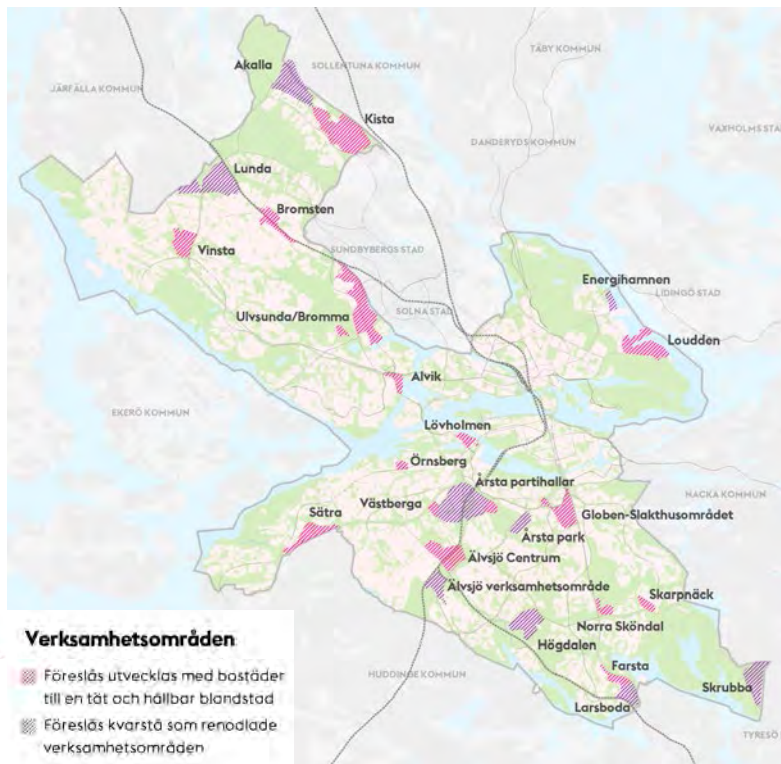 TÄBY KOMMUN
Akalla
SOLLENTUNA KOMMUN
JÄRFÄLLA KOMMUN
Kista
VAXHOLMS STA
DANDERYDS KOMMUN
Lunda
Bromsten
Vinsta
SUNDBYBERGS STAD
Energihamnen
LIDINGÖ STAD
Ulvsunda/Bromma
SOLNA STAD
Loudden
Alvik
EKERÖ KOMMUN
Lövholmen
Örnsberg
Årsta partihallar
NACKA KOMMUN
Västberga
Sätra
Globen-Slakthusområdet
Årsta park
Älvsjö Centrum
Älvsjö verksamhetsområde
Skarpnäck
Norra Sköndal
Högdalen
HUDDINGE KOMMUN
Farsta
Skrubba
Larsboda
TYRESÖ
Verksamhetsområden
Föreslås utvecklas med bostäder
till en tät och hållbar blandstad
Föreslås kvarstå som renodlade
verksamhetsområden